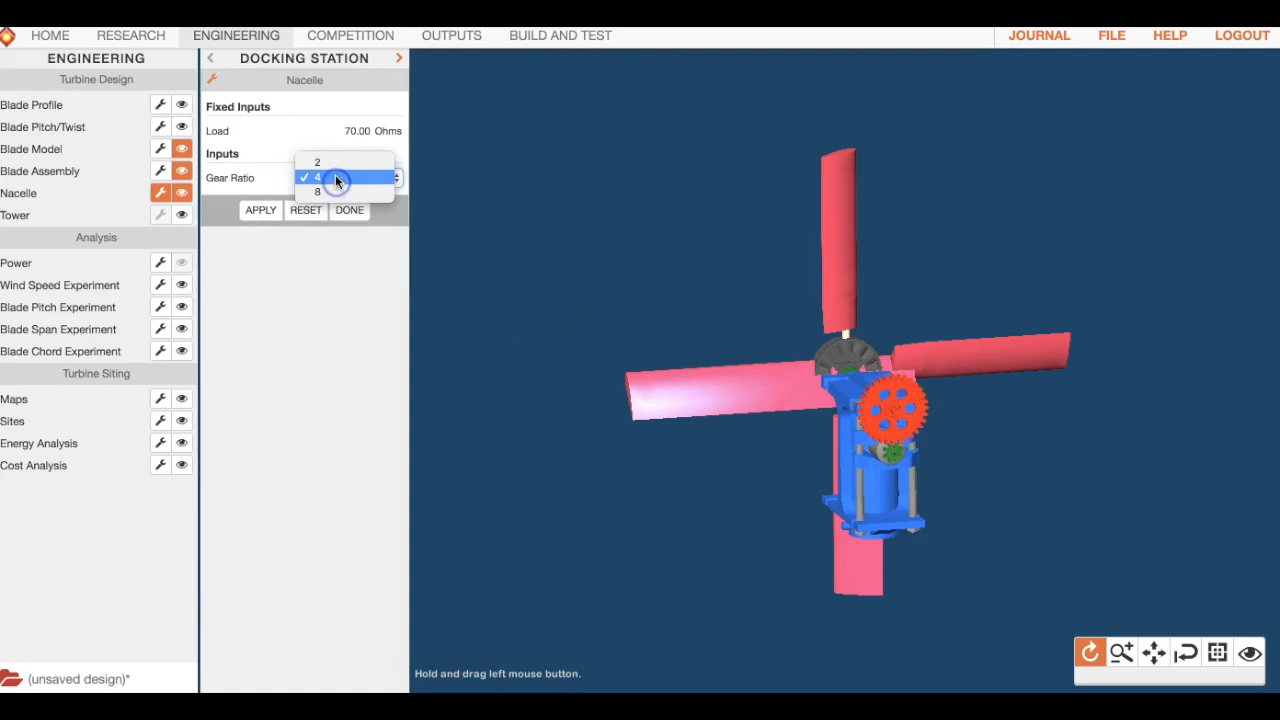 HOME RESEARCH ENGINEERING COMPETITION OUTPUTS BUILD AND TEST JOURNAL FILE HELP LOGOUT
ENGINEERING
Turbine Design
Blade Profile
Blade Pitch/Twist
Blade Model
Blade Assembly
Nacelle
Tower
Analysis
Power
Wind Speed Experiment
Blade Pitch Experiment
Blade Span Experiment
Blade Chord Experiment
Turbine Siting
Maps
Sites
Energy Analysis
Cost Analysis
(unsaved design)*
DOCKING STATION
Nacelle
Fixed Inputs
Load 70.00 Ohms
Inputs
Gear Ratio
2
4
8
APPLY RESET DONE
Hold and drag left mouse button.